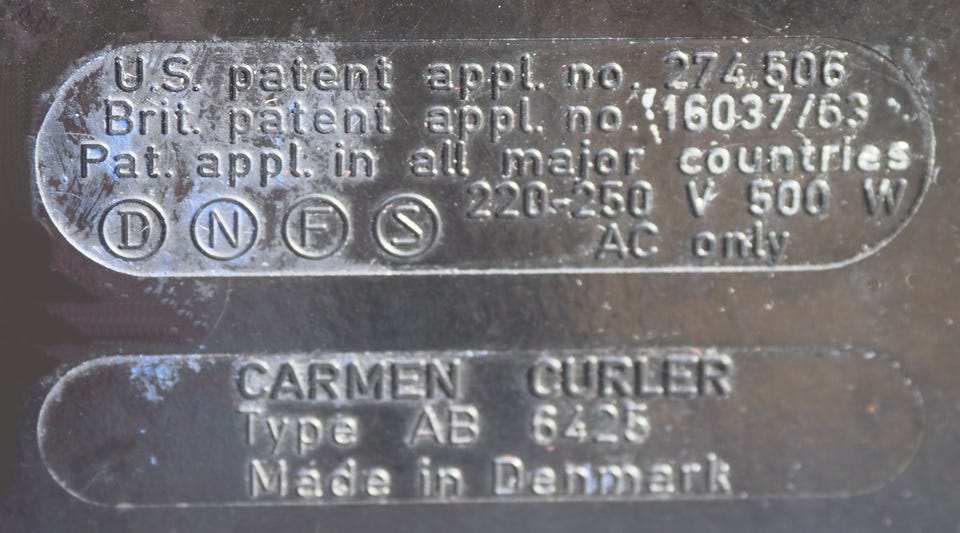 U.S. patent appl. no. 274.506
Brit. patent appl. no. 16037/63
Pat. appl. in all major countries
D N F S 220-250 V 500 W
AC only
CARMEN CURLER
Type AB 6425
Made in Denmark